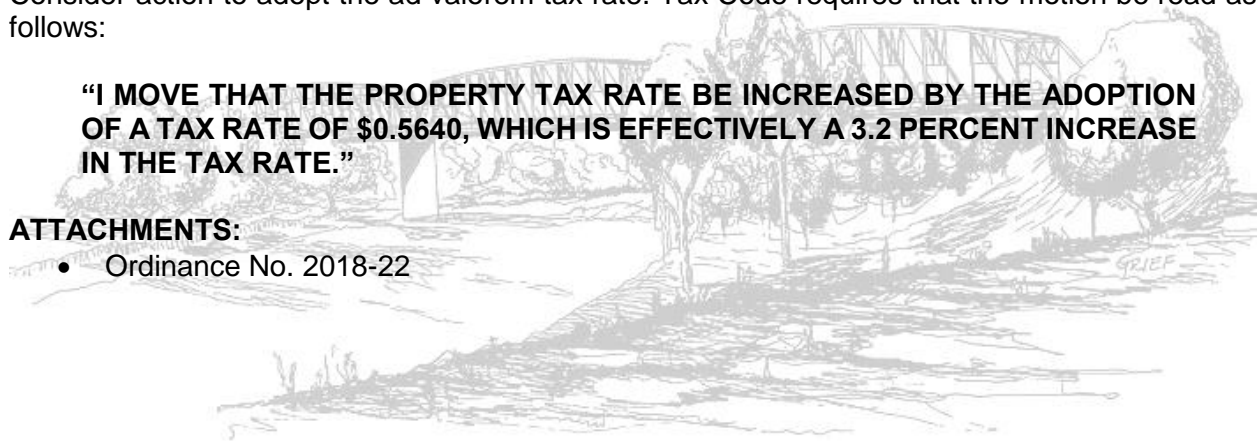 Consider action to adopt the ad valorem tax rate. Tax Code requires that the motion be read as
follows:
“I MOVE THAT THE PROPERTY TAX RATE BE INCREASED BY THE ADOPTION
OF A TAX RATE OF $0.5640, WHICH IS EFFECTIVELY A 3.2 PERCENT INCREASE
IN THE TAX RATE.”
ATTACHMENTS:
• Ordinance No. 2018-22
GRIEF